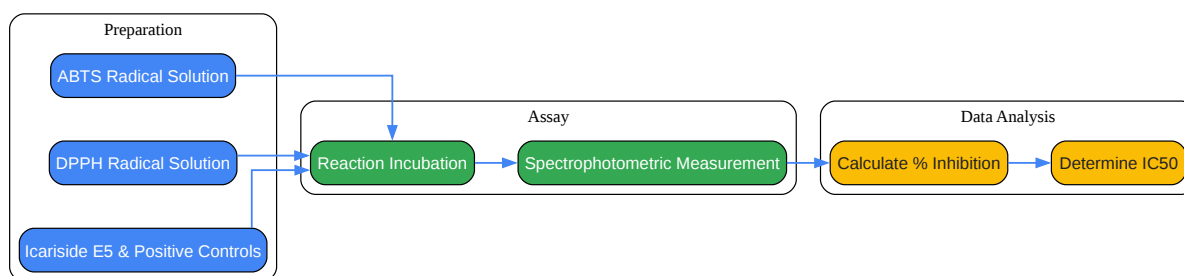 Preparation
ABTS Radical Solution
DPPH Radical Solution
Icariside E5 & Positive Controls
Assay
Reaction Incubation
Spectrophotometric Measurement
Data Analysis
Calculate % Inhibition
Determine IC50